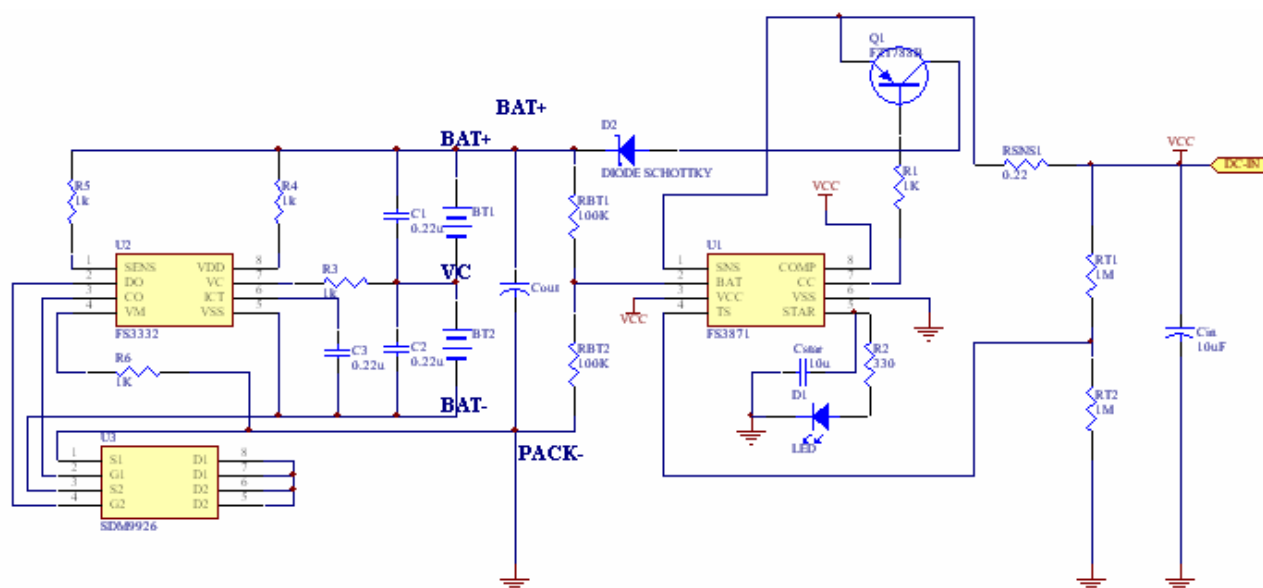 Q1
BAT+
BAT+
D2
DIODE SCHOTTKY
RSNS1
0.22
VCC
DC-IN
R5
1k
R4
1k
C1
0.22u
BT1
RBT1
100K
VCC
R1
1K
U2
1 SENS VDD 8
2 DO VC 7
3 CO ICT 6
4 VM VSS 5
FS3332
R3
1k
VC
Cout
U1
1 SNS COMP 8
2 BAT CC 7
3 VCC VSS 6
4 TS STAR 5
FS3871
VCC
RT1
1M
R6
1K
C3
0.22u
C2
0.22u
BT2
RBT2
100K
Cstar
10u
R2
330
Cin
10uF
BAT-
D1
LED
RT2
1M
PACK-
U3
1 S1 D1 8
2 G1 D1 7
3 S2 D2 6
4 G2 D2 5
SDM9926